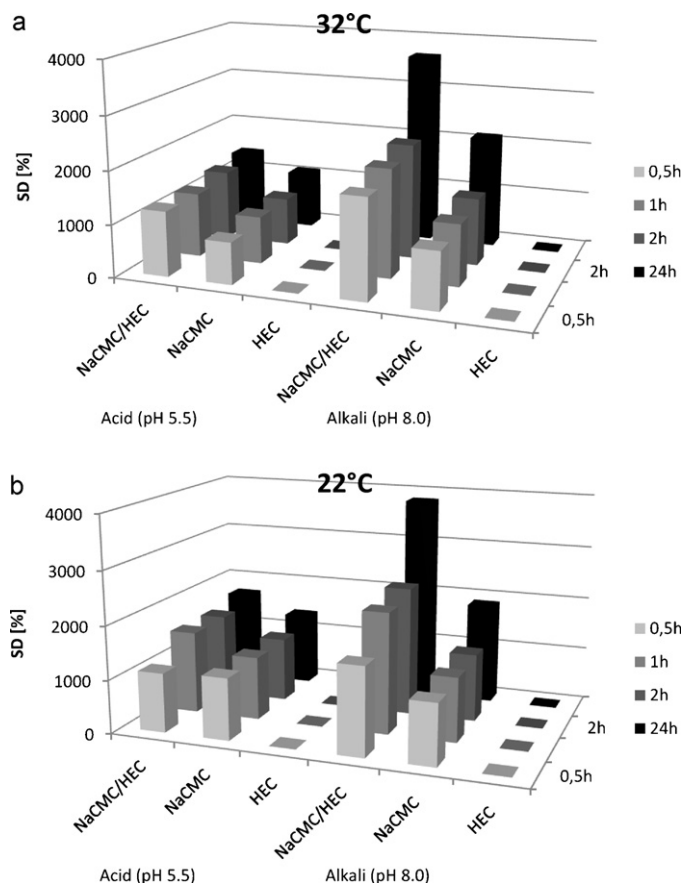 a
32°C
4000
3000
2000
1000
0
SD [%]
0,5h
1h
2h
24h
2h
0,5h
NaCMC/HEC
NaCMC
HEC
NaCMC/HEC
NaCMC
HEC
Acid (pH 5.5)
Alkali (pH 8.0)
b
22°C
4000
3000
2000
1000
0
SD [%]
0,5h
1h
2h
24h
2h
0,5h
NaCMC/HEC
NaCMC
HEC
NaCMC/HEC
NaCMC
HEC
Acid (pH 5.5)
Alkali (pH 8.0)